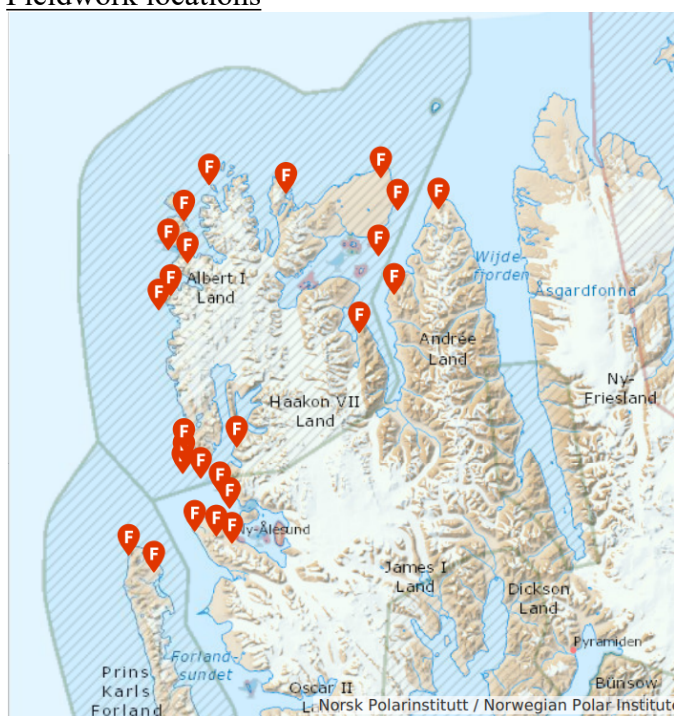 Fieldwork locations
F
F
F
F
F
F
F
F
F
Wijde-
fjorden
F
F
F
Albert I
Land
Åsgardfonna
F
Andrée
Land
Ny-
Friesland
Haakon VII
Land
F
F
F
F
F
F
F
F
F
F
Ny-Ålesund
F
F
James I
Land
Dickson
Land
Pyramiden
Forland-
sundet
Prins
Karls
Forland
Oscar II
Bünsow
Norsk Polarinstitutt / Norwegian Polar Institute